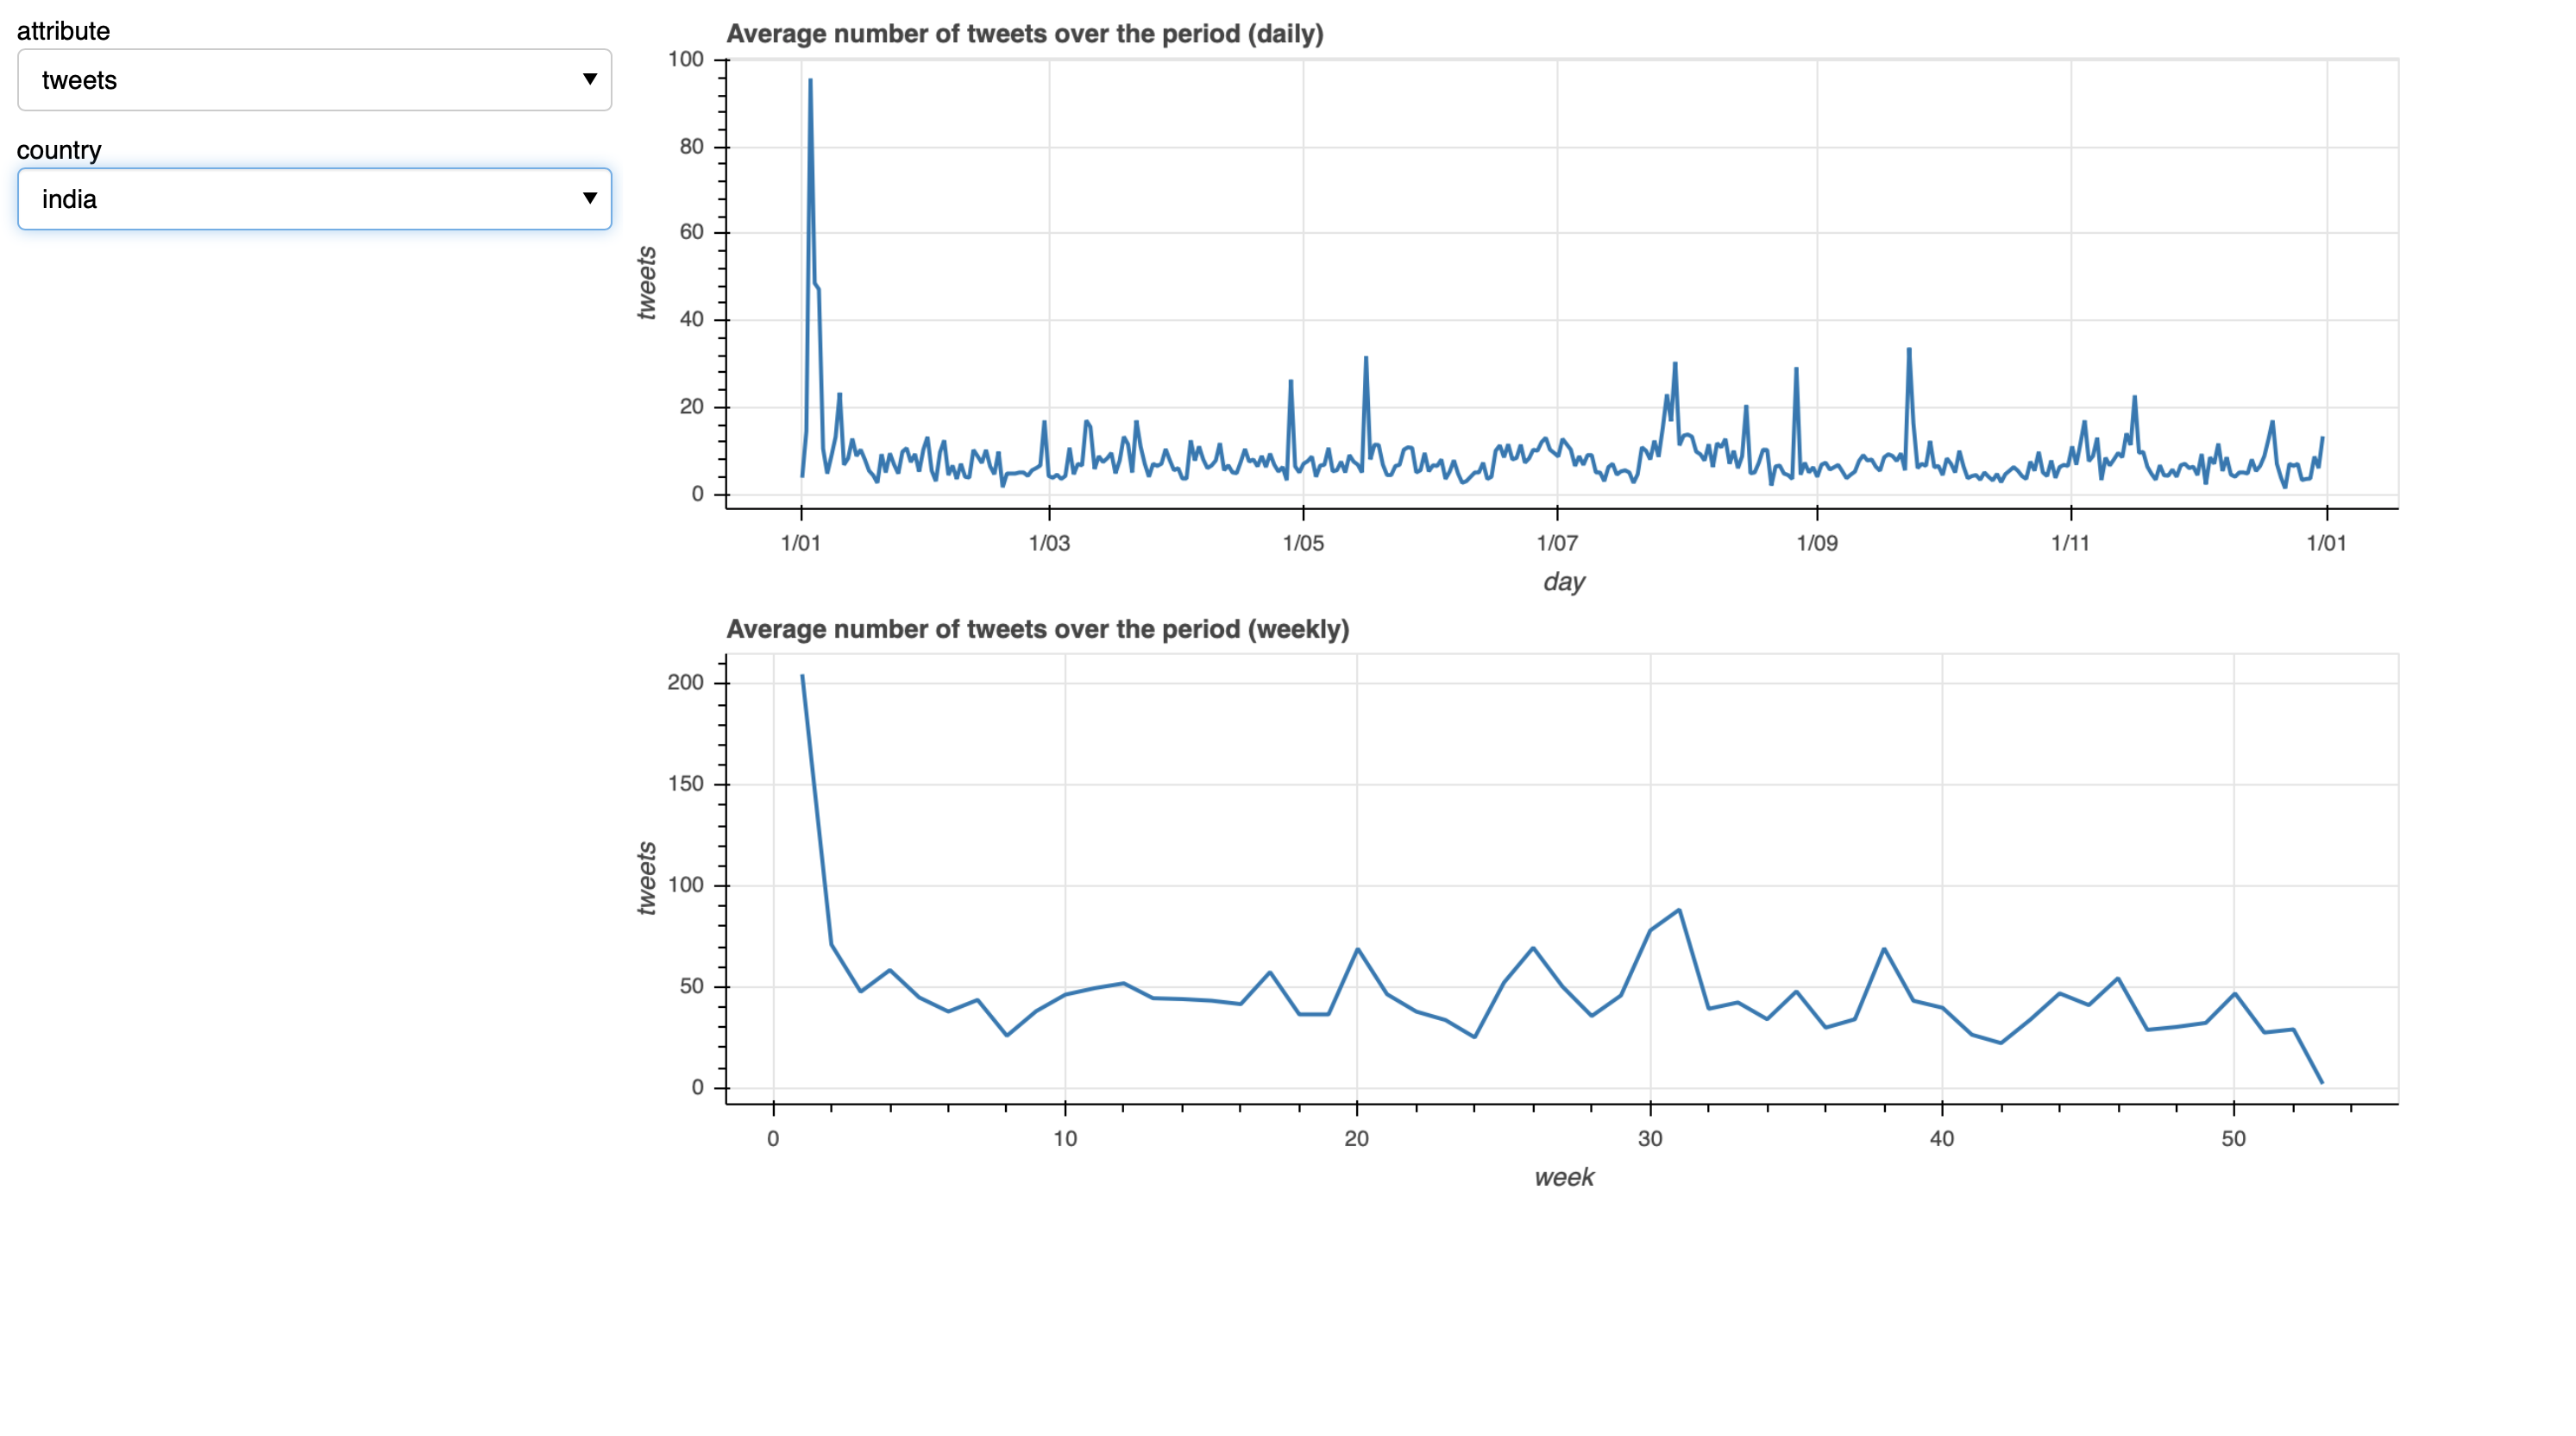 attribute
tweets
country
india
Average number of tweets over the period (daily)
100
80
60
40
20
0
tweets
1/01 1/03 1/05 1/07 1/09 1/11 1/01
day
Average number of tweets over the period (weekly)
200
150
100
50
0
tweets
0 10 20 30 40 50
week